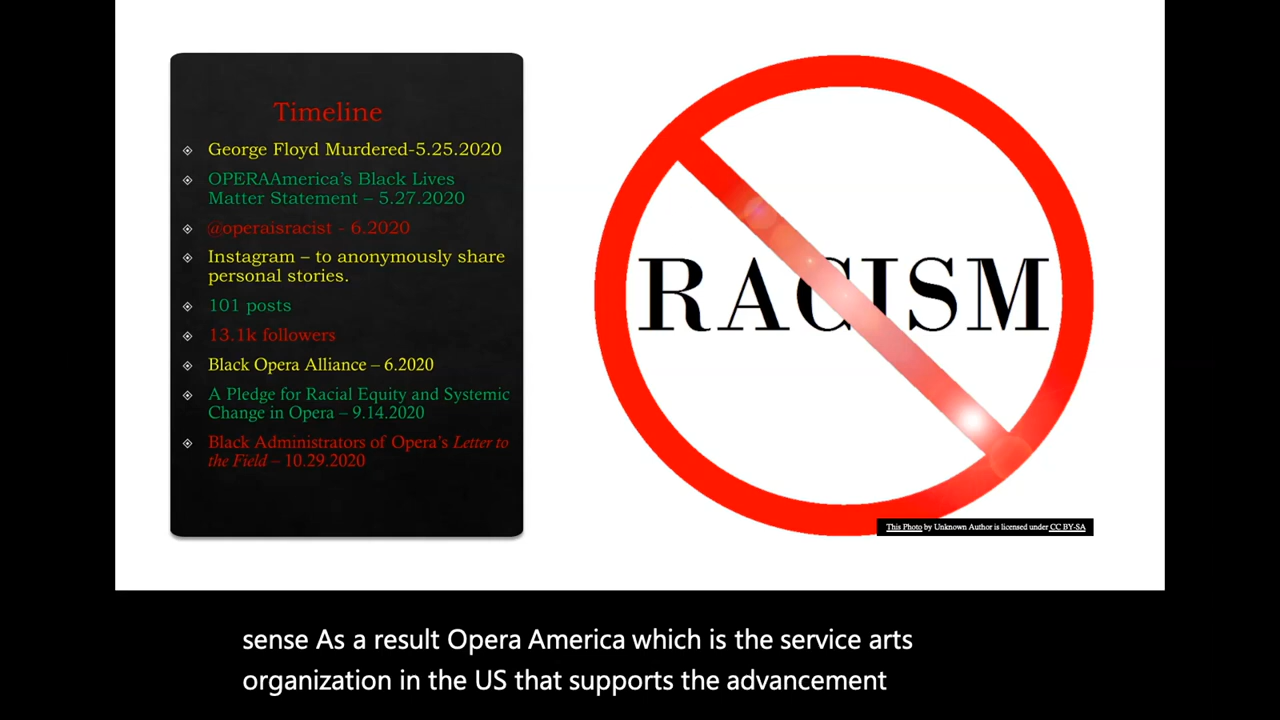 Timeline
George Floyd Murdered-5.25.2020
OPERAAmerica's Black Lives
Matter Statement – 5.27.2020
@operaisracist - 6.2020
Instagram – to anonymously share
personal stories.
101 posts
13.1k followers
Black Opera Alliance – 6.2020
A Pledge for Racial Equity and Systemic
Change in Opera – 9.14.2020
Black Administrators of Opera's Letter to
the Field – 10.29.2020
RACISM
This Photo by Unknown Author is licensed under CC BY-SA
sense As a result Opera America which is the service arts
organization in the US that supports the advancement